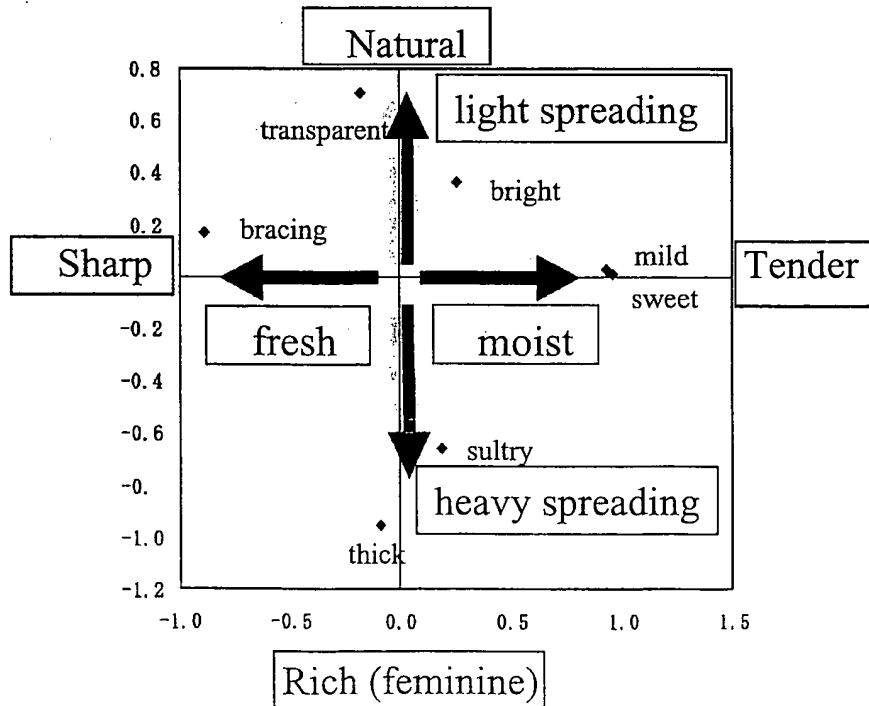 Natural
0.8
light spreading
0.6
transparent
0.4
bright
0.2
bracing
mild
Sharp
Tender
sweet
-0.2
fresh
moist
-0.4
-0.6
sultry
-0.
heavy spreading
-1.0
thick
-1.2
-1.0 -0.5 0.0 0.5 1.0 1.5
Rich (feminine)